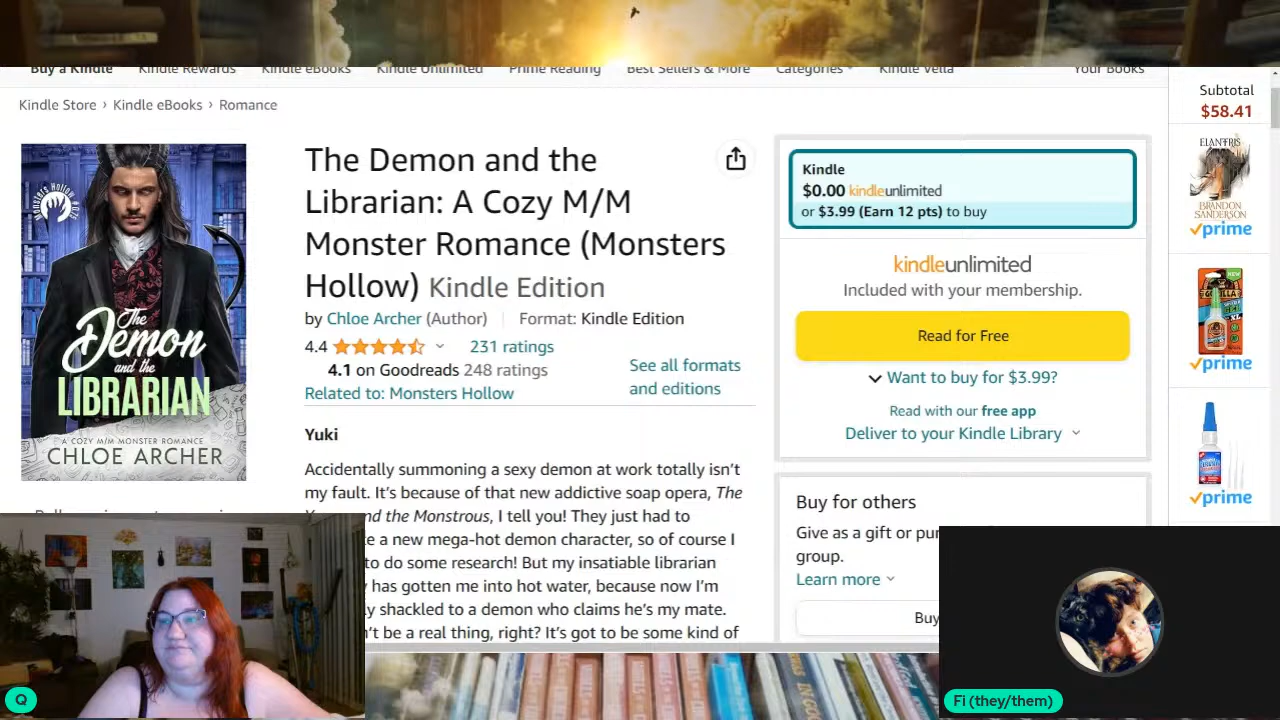 Buy a Kindle Kindle Rewards Kindle eBooks Kindle Unlimited Prime Reading Best Sellers & More Categories Kindle Vella Your Books
Kindle Store › Kindle eBooks › Romance
Monsters Hollow
The
Demon
and the
LIBRARIAN
A COZY M/M MONSTER ROMANCE
CHLOE ARCHER
The Demon and the
Librarian: A Cozy M/M
Monster Romance (Monsters
Hollow) Kindle Edition
by Chloe Archer (Author) Format: Kindle Edition
4.4 231 ratings
4.1 on Goodreads 248 ratings
Related to: Monsters Hollow
See all formats
and editions
Yuki
Accidentally summoning a sexy demon at work totally isn't
my fault. It's because of that new addictive soap opera, The
nd the Monstrous, I tell you! They just had to
e a new mega-hot demon character, so of course I
to do some research! But my insatiable librarian
has gotten me into hot water, because now I'm
ly shackled to a demon who claims he's my mate.
't be a real thing, right? It's got to be some kind of
Kindle
$0.00 kindleunlimited
or $3.99 (Earn 12 pts) to buy
kindleunlimited
Included with your membership.
Read for Free
Want to buy for $3.99?
Read with our free app
Deliver to your Kindle Library
Buy for others
Give as a gift or pur
group.
Learn more
Buy
Subtotal
$58.41
ELANTRIS
BRANDON
SANDERSON
prime
NEW
prime
prime
Q
Fi (they/them)